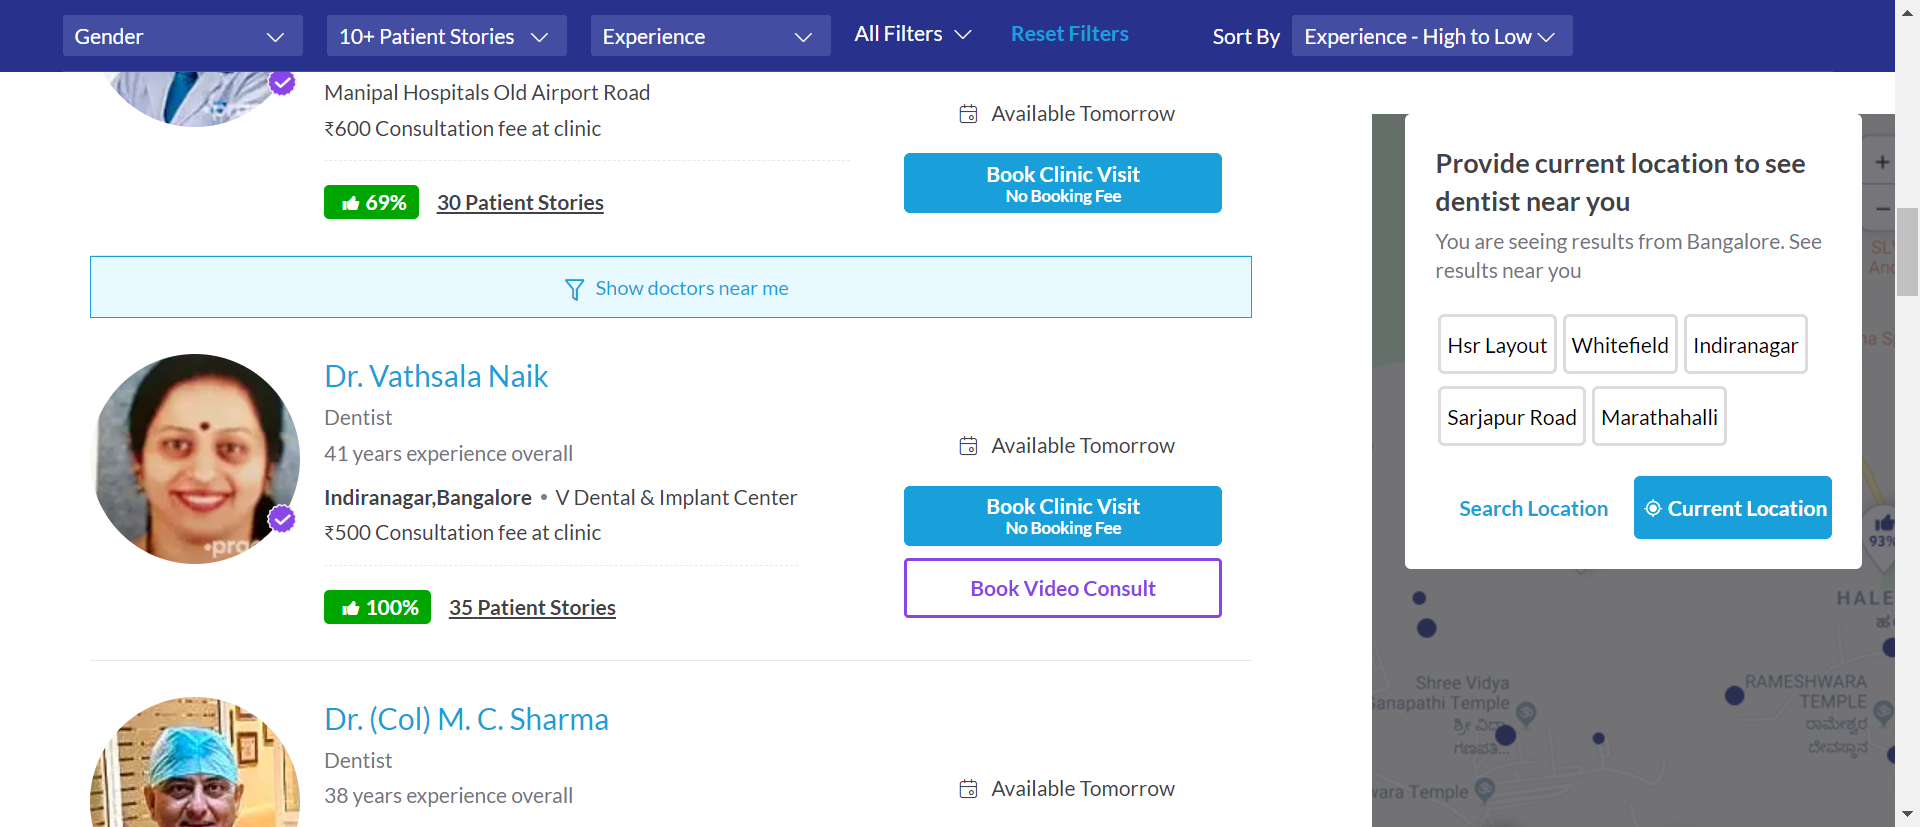 Gender
10+ Patient Stories
Experience
All Filters
Reset Filters
Sort By
Experience - High to Low
Manipal Hospitals Old Airport Road
₹600 Consultation fee at clinic
69%
30 Patient Stories
Available Tomorrow
Book Clinic Visit
No Booking Fee
Show doctors near me
Dr. Vathsala Naik
Dentist
41 years experience overall
Indiranagar,Bangalore • V Dental & Implant Center
₹500 Consultation fee at clinic
100%
35 Patient Stories
Available Tomorrow
Book Clinic Visit
No Booking Fee
Book Video Consult
Dr. (Col) M. C. Sharma
Dentist
38 years experience overall
Available Tomorrow
Provide current location to see
dentist near you
You are seeing results from Bangalore. See
results near you
Hsr Layout
Whitefield
Indiranagar
Sarjapur Road
Marathahalli
Search Location
Current Location
+
−
93%
HALE
Shree Vidya
Ganapathi Temple
ಶ್ರೀ ವಿದ್ಯಾ
ಗಣಪತಿ...
RAMESHWARA
TEMPLE
ರಾಮೇಶ್ವರ
ದೇವಸ್ಥಾನ
Temple